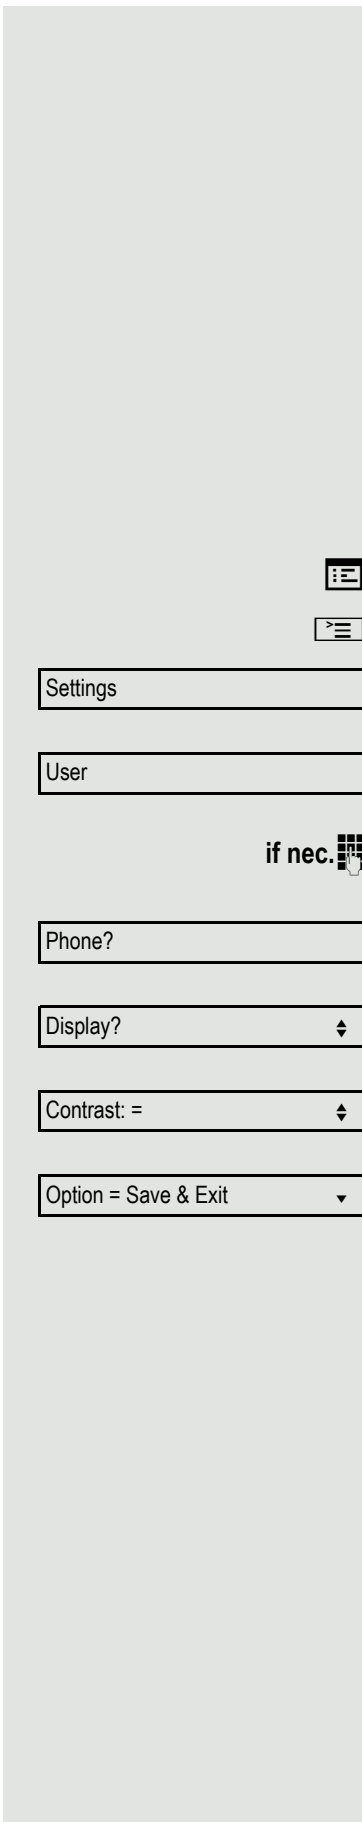 Settings
User
if nec.
Phone?
Display?
Contrast: =
Option = Save & Exit